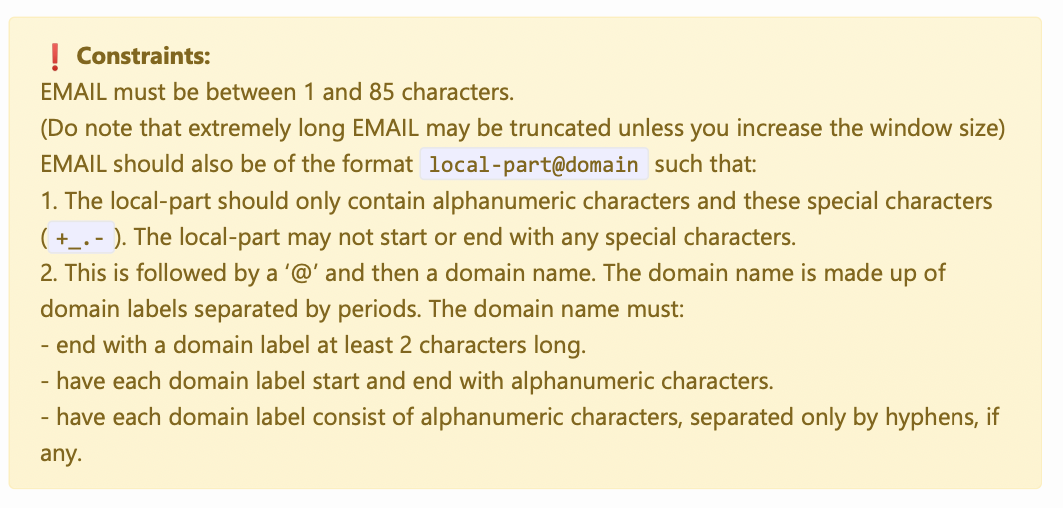 ❗ Constraints:
EMAIL must be between 1 and 85 characters.
(Do note that extremely long EMAIL may be truncated unless you increase the window size)
EMAIL should also be of the format local-part@domain such that:
1. The local-part should only contain alphanumeric characters and these special characters
(+_.-). The local-part may not start or end with any special characters.
2. This is followed by a ‘@’ and then a domain name. The domain name is made up of
domain labels separated by periods. The domain name must:
- end with a domain label at least 2 characters long.
- have each domain label start and end with alphanumeric characters.
- have each domain label consist of alphanumeric characters, separated only by hyphens, if
any.